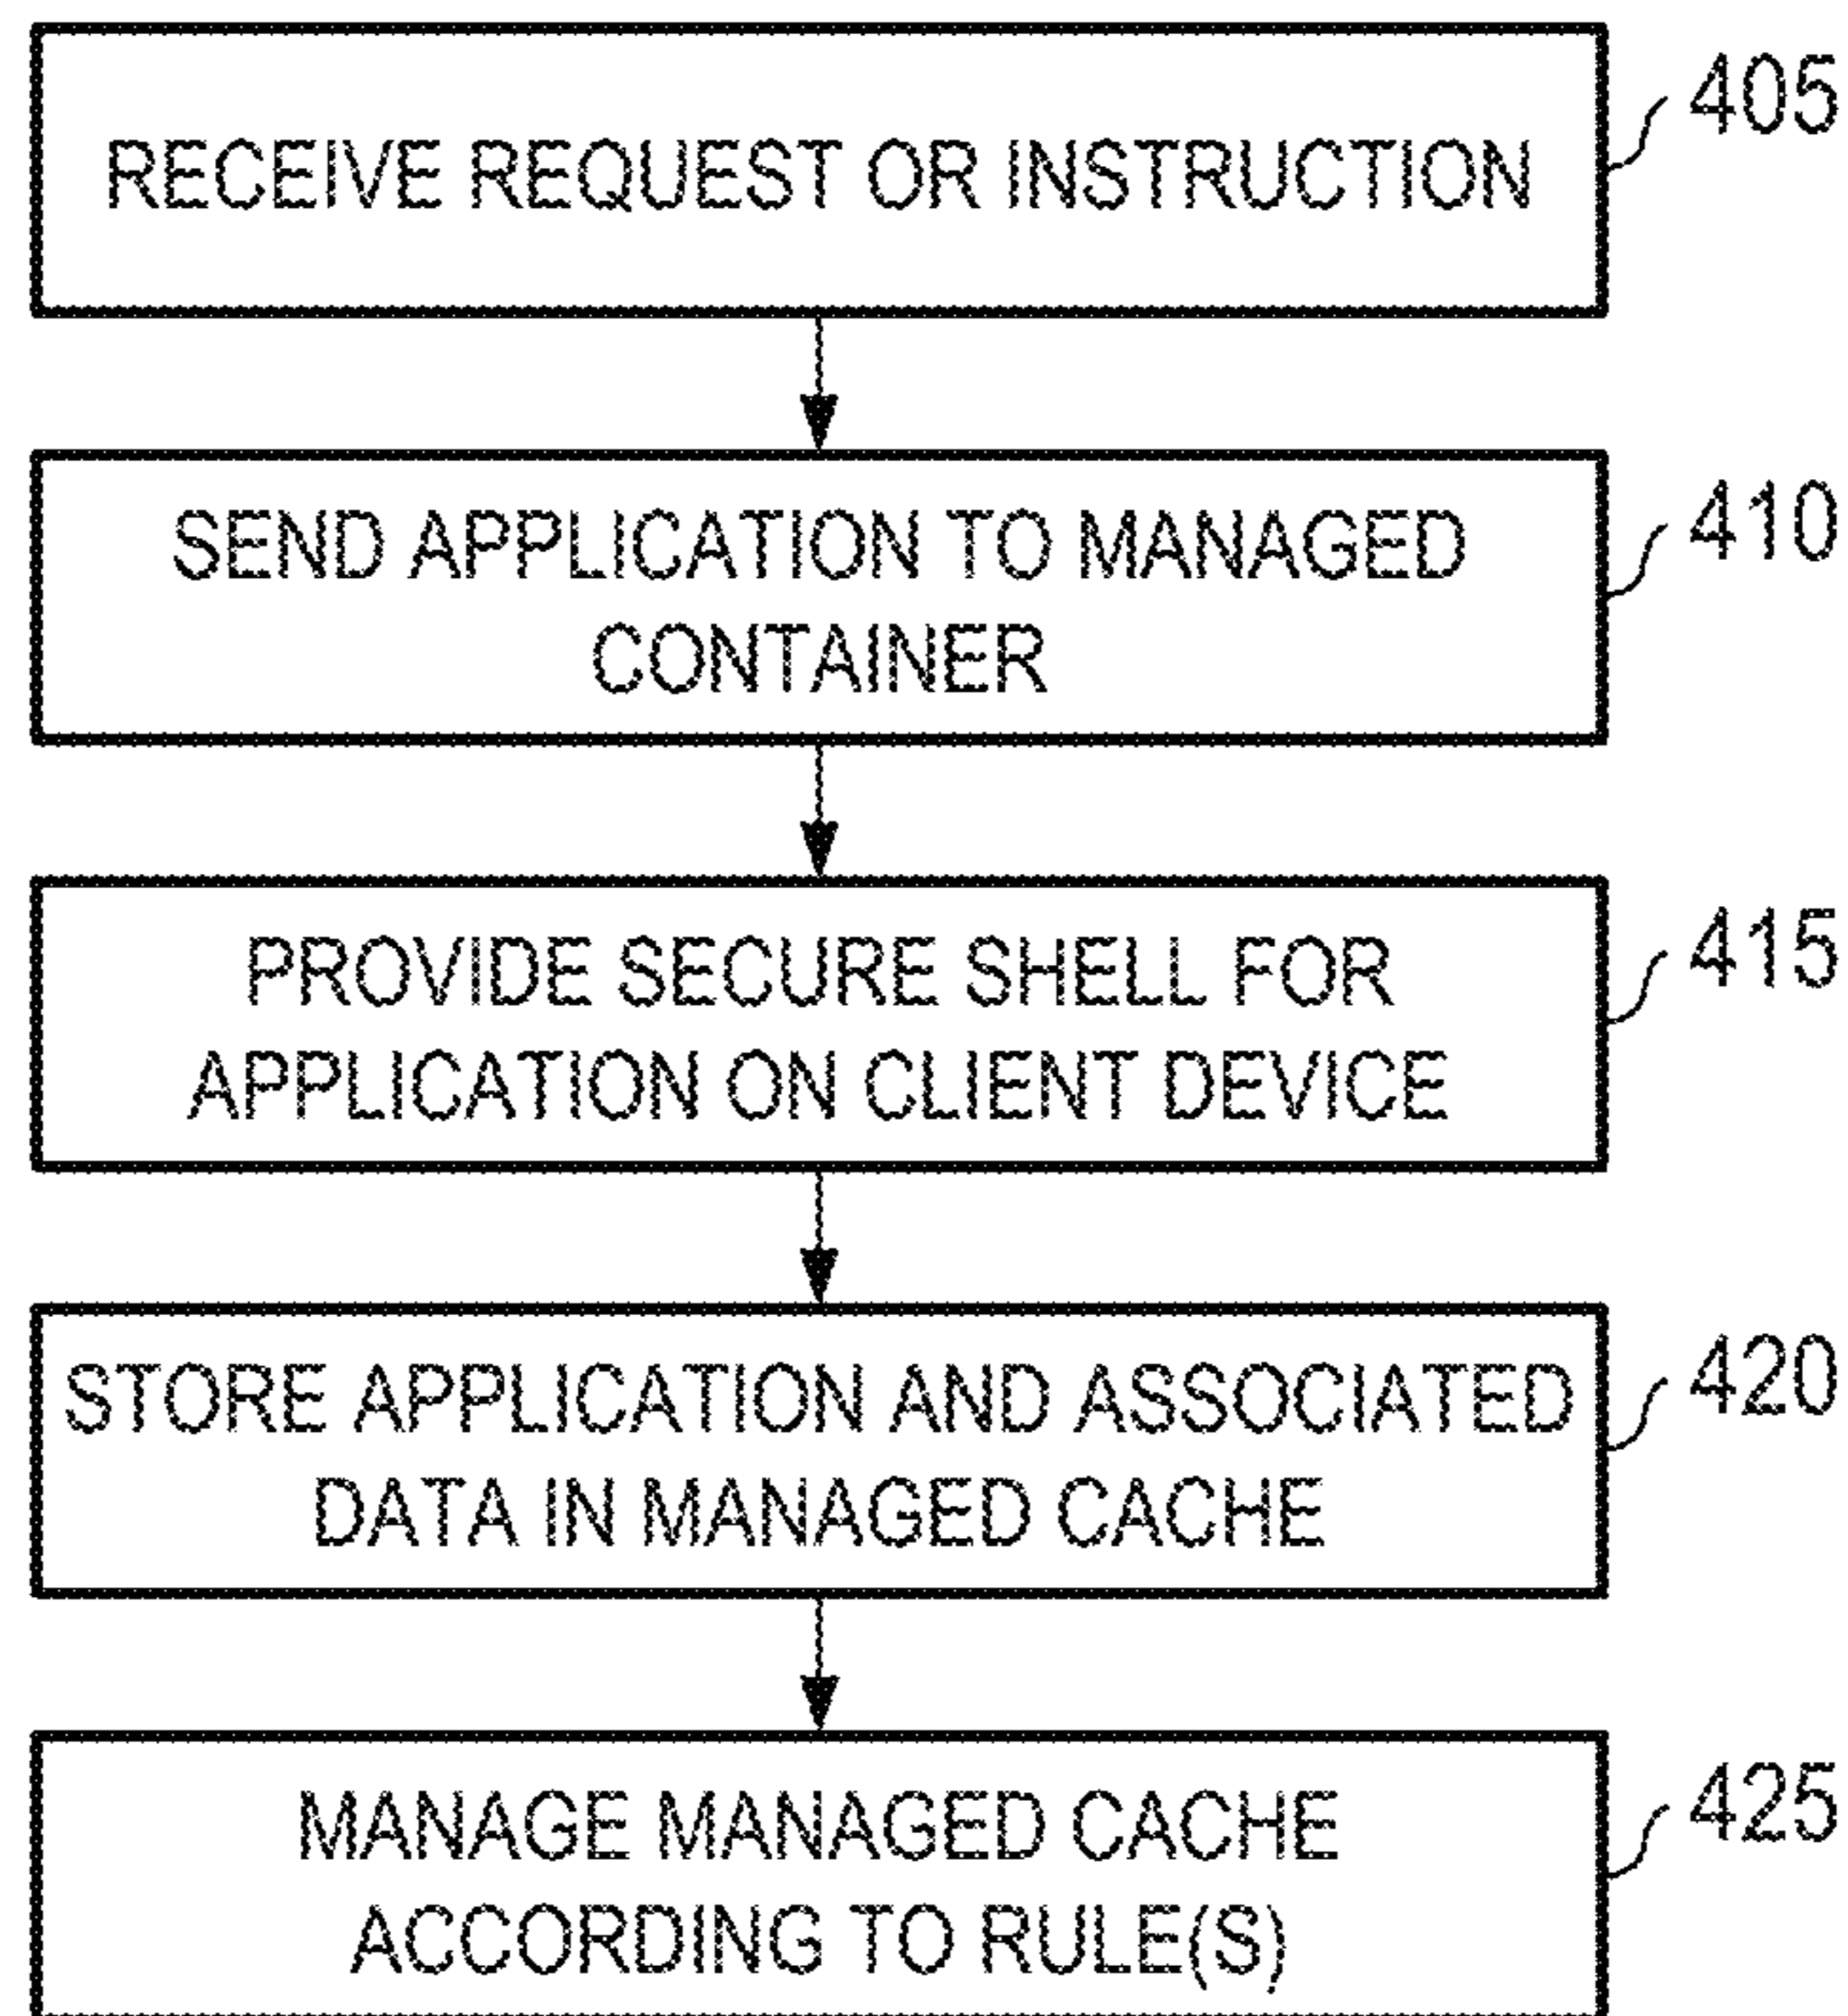 RECEIVE REQUEST OR INSTRUCTION
405
SEND APPLICATION TO MANAGED
CONTAINER
410
PROVIDE SECURE SHELL FOR
APPLICATION ON CLIENT DEVICE
415
STORE APPLICATION AND ASSOCIATED
DATA IN MANAGED CACHE
420
MANAGE MANAGED CACHE
ACCORDING TO RULE(S)
425